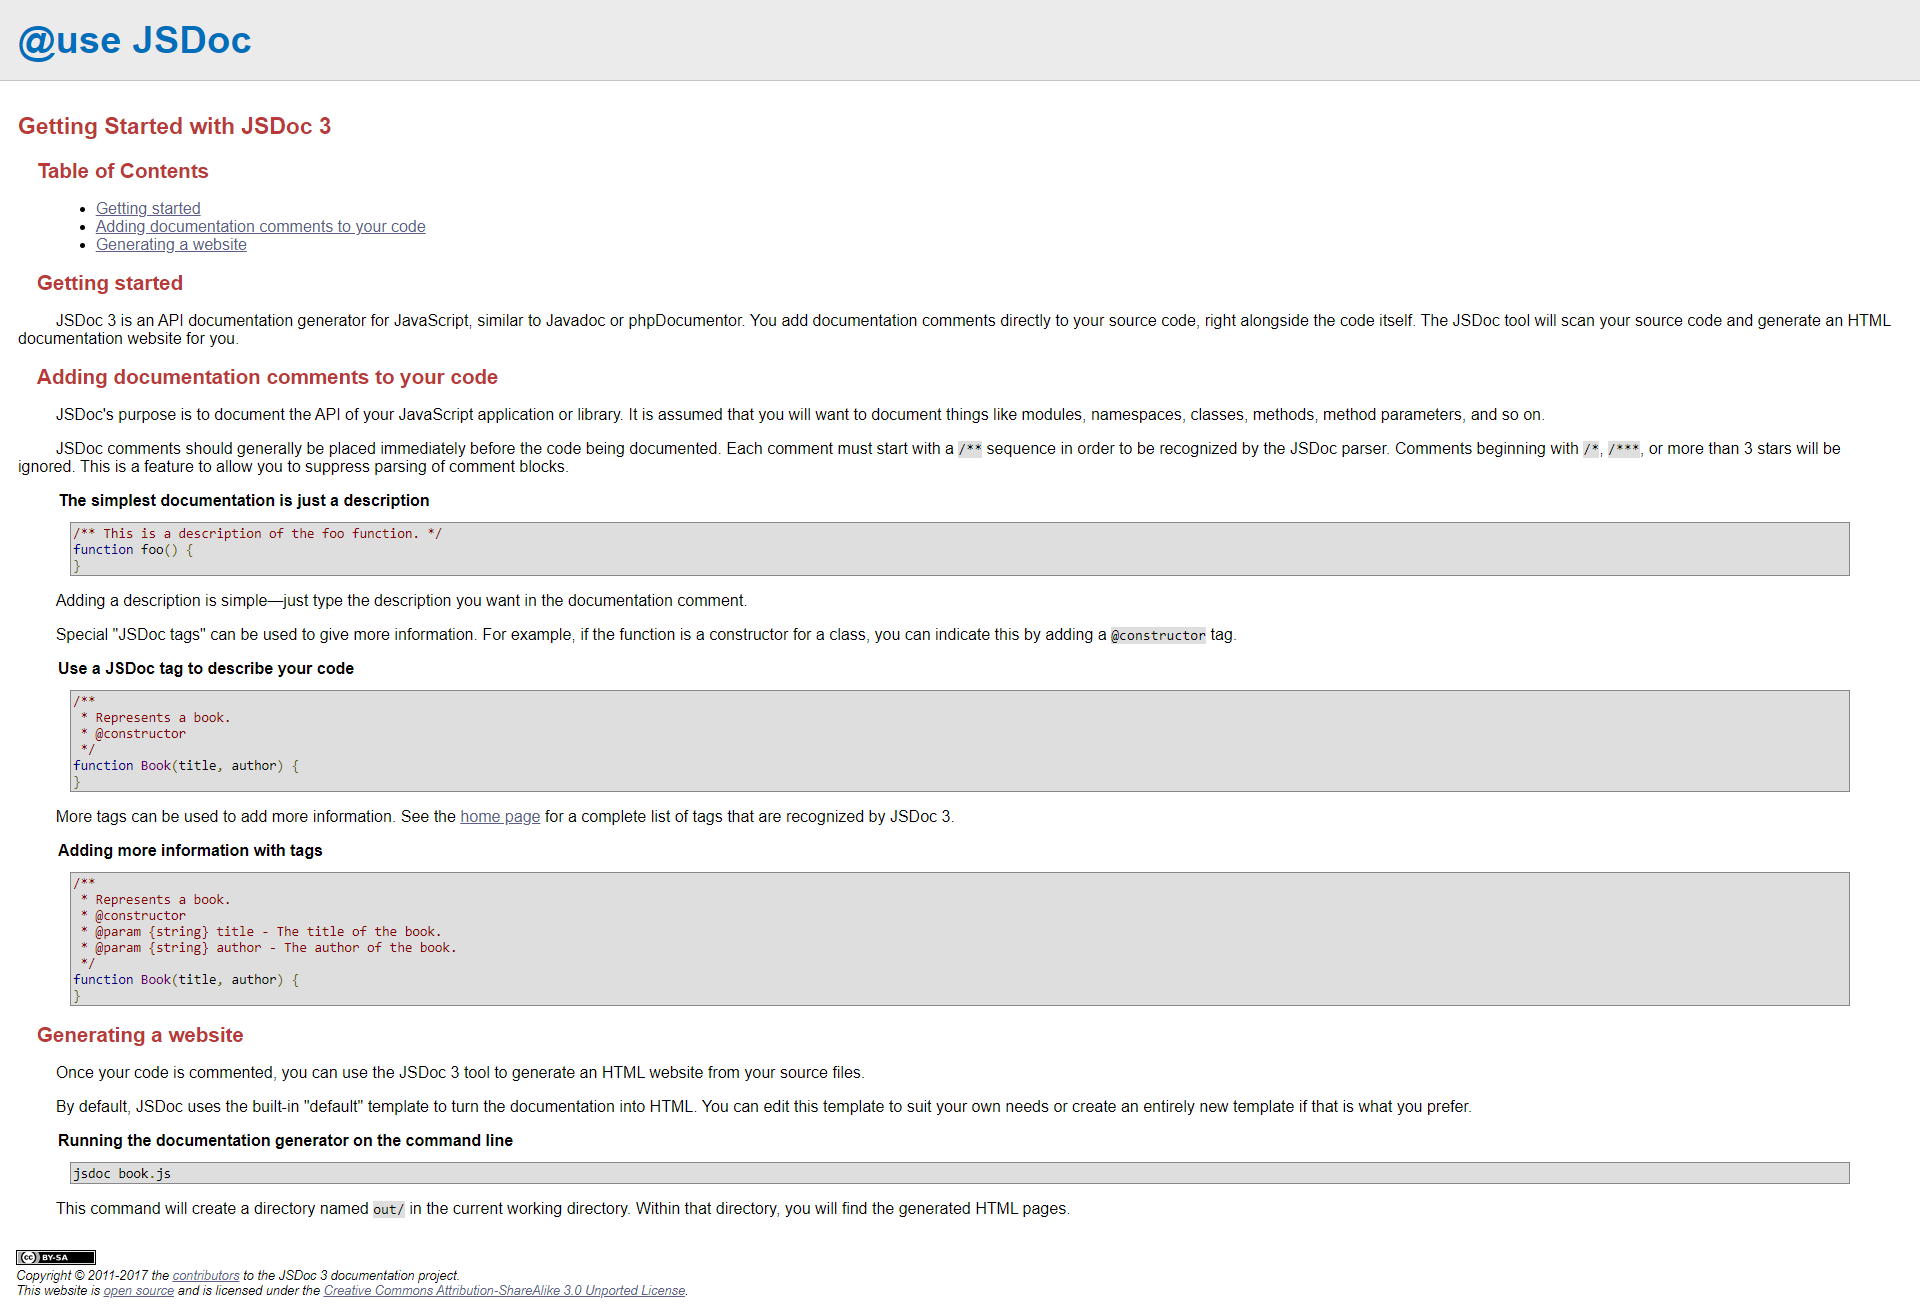 @use JSDoc
Getting Started with JSDoc 3
Table of Contents
Getting started
Adding documentation comments to your code
Generating a website
Getting started
JSDoc 3 is an API documentation generator for JavaScript, similar to Javadoc or phpDocumentor. You add documentation comments directly to your source code, right alongside the code itself. The JSDoc tool will scan your source code and generate an HTML
documentation website for you.
Adding documentation comments to your code
JSDoc's purpose is to document the API of your JavaScript application or library. It is assumed that you will want to document things like modules, namespaces, classes, methods, method parameters, and so on.
JSDoc comments should generally be placed immediately before the code being documented. Each comment must start with a /** sequence in order to be recognized by the JSDoc parser. Comments beginning with /*, /***, or more than 3 stars will be
ignored. This is a feature to allow you to suppress parsing of comment blocks.
The simplest documentation is just a description
/** This is a description of the foo function. */
function foo() {
}
Adding a description is simple—just type the description you want in the documentation comment.
Special "JSDoc tags" can be used to give more information. For example, if the function is a constructor for a class, you can indicate this by adding a @constructor tag.
Use a JSDoc tag to describe your code
/**
 * Represents a book.
 * @constructor
 */
function Book(title, author) {
}
More tags can be used to add more information. See the home page for a complete list of tags that are recognized by JSDoc 3.
Adding more information with tags
/**
 * Represents a book.
 * @constructor
 * @param {string} title - The title of the book.
 * @param {string} author - The author of the book.
 */
function Book(title, author) {
}
Generating a website
Once your code is commented, you can use the JSDoc 3 tool to generate an HTML website from your source files.
By default, JSDoc uses the built-in "default" template to turn the documentation into HTML. You can edit this template to suit your own needs or create an entirely new template if that is what you prefer.
Running the documentation generator on the command line
jsdoc book.js
This command will create a directory named out/ in the current working directory. Within that directory, you will find the generated HTML pages.
cc BY-SA
Copyright © 2011-2017 the contributors to the JSDoc 3 documentation project.
This website is open source and is licensed under the Creative Commons Attribution-ShareAlike 3.0 Unported License.